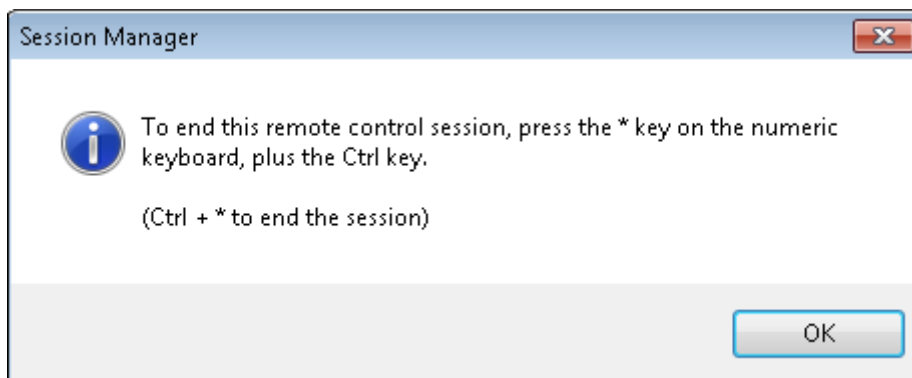 Session Manager
To end this remote control session, press the * key on the numeric
keyboard, plus the Ctrl key.
(Ctrl + * to end the session)
OK